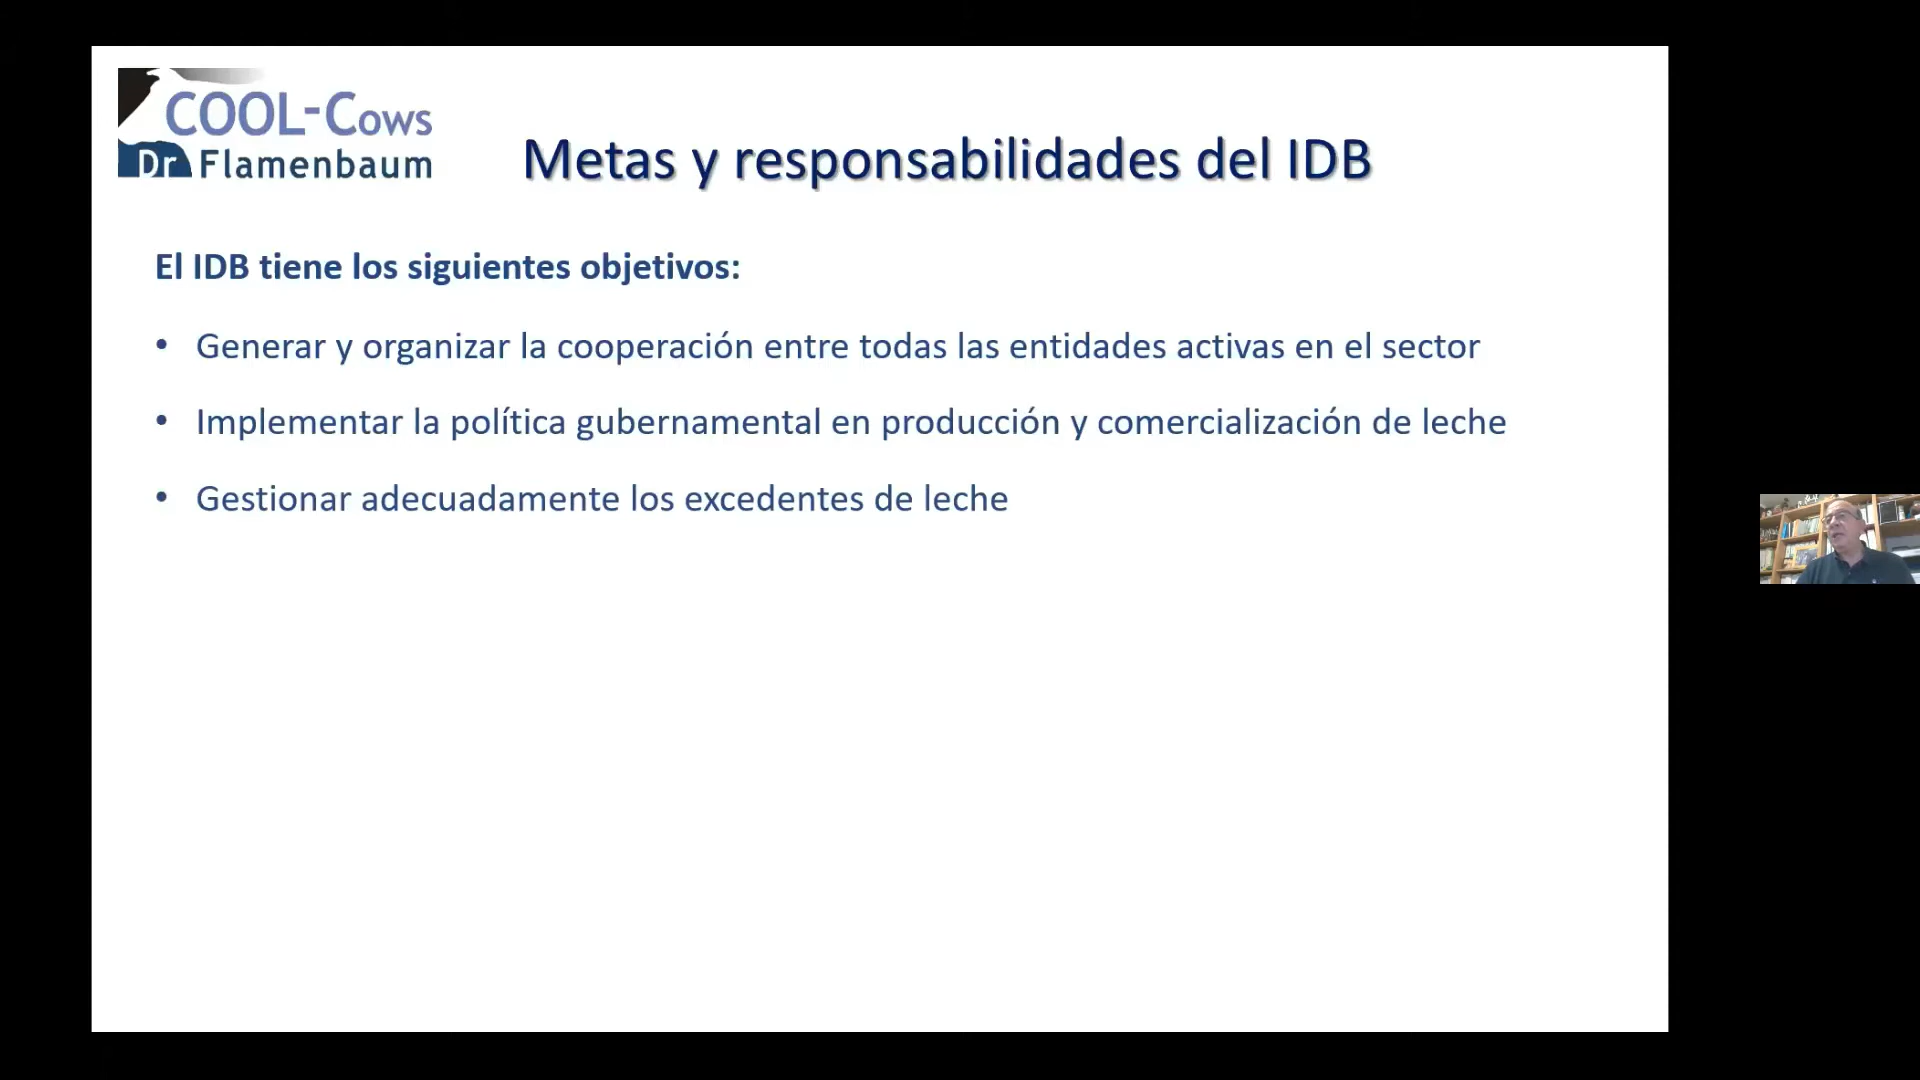 COOL-Cows
Dr Flamenbaum
Metas y responsabilidades del IDB
El IDB tiene los siguientes objetivos:
• Generar y organizar la cooperación entre todas las entidades activas en el sector
• Implementar la política gubernamental en producción y comercialización de leche
• Gestionar adecuadamente los excedentes de leche